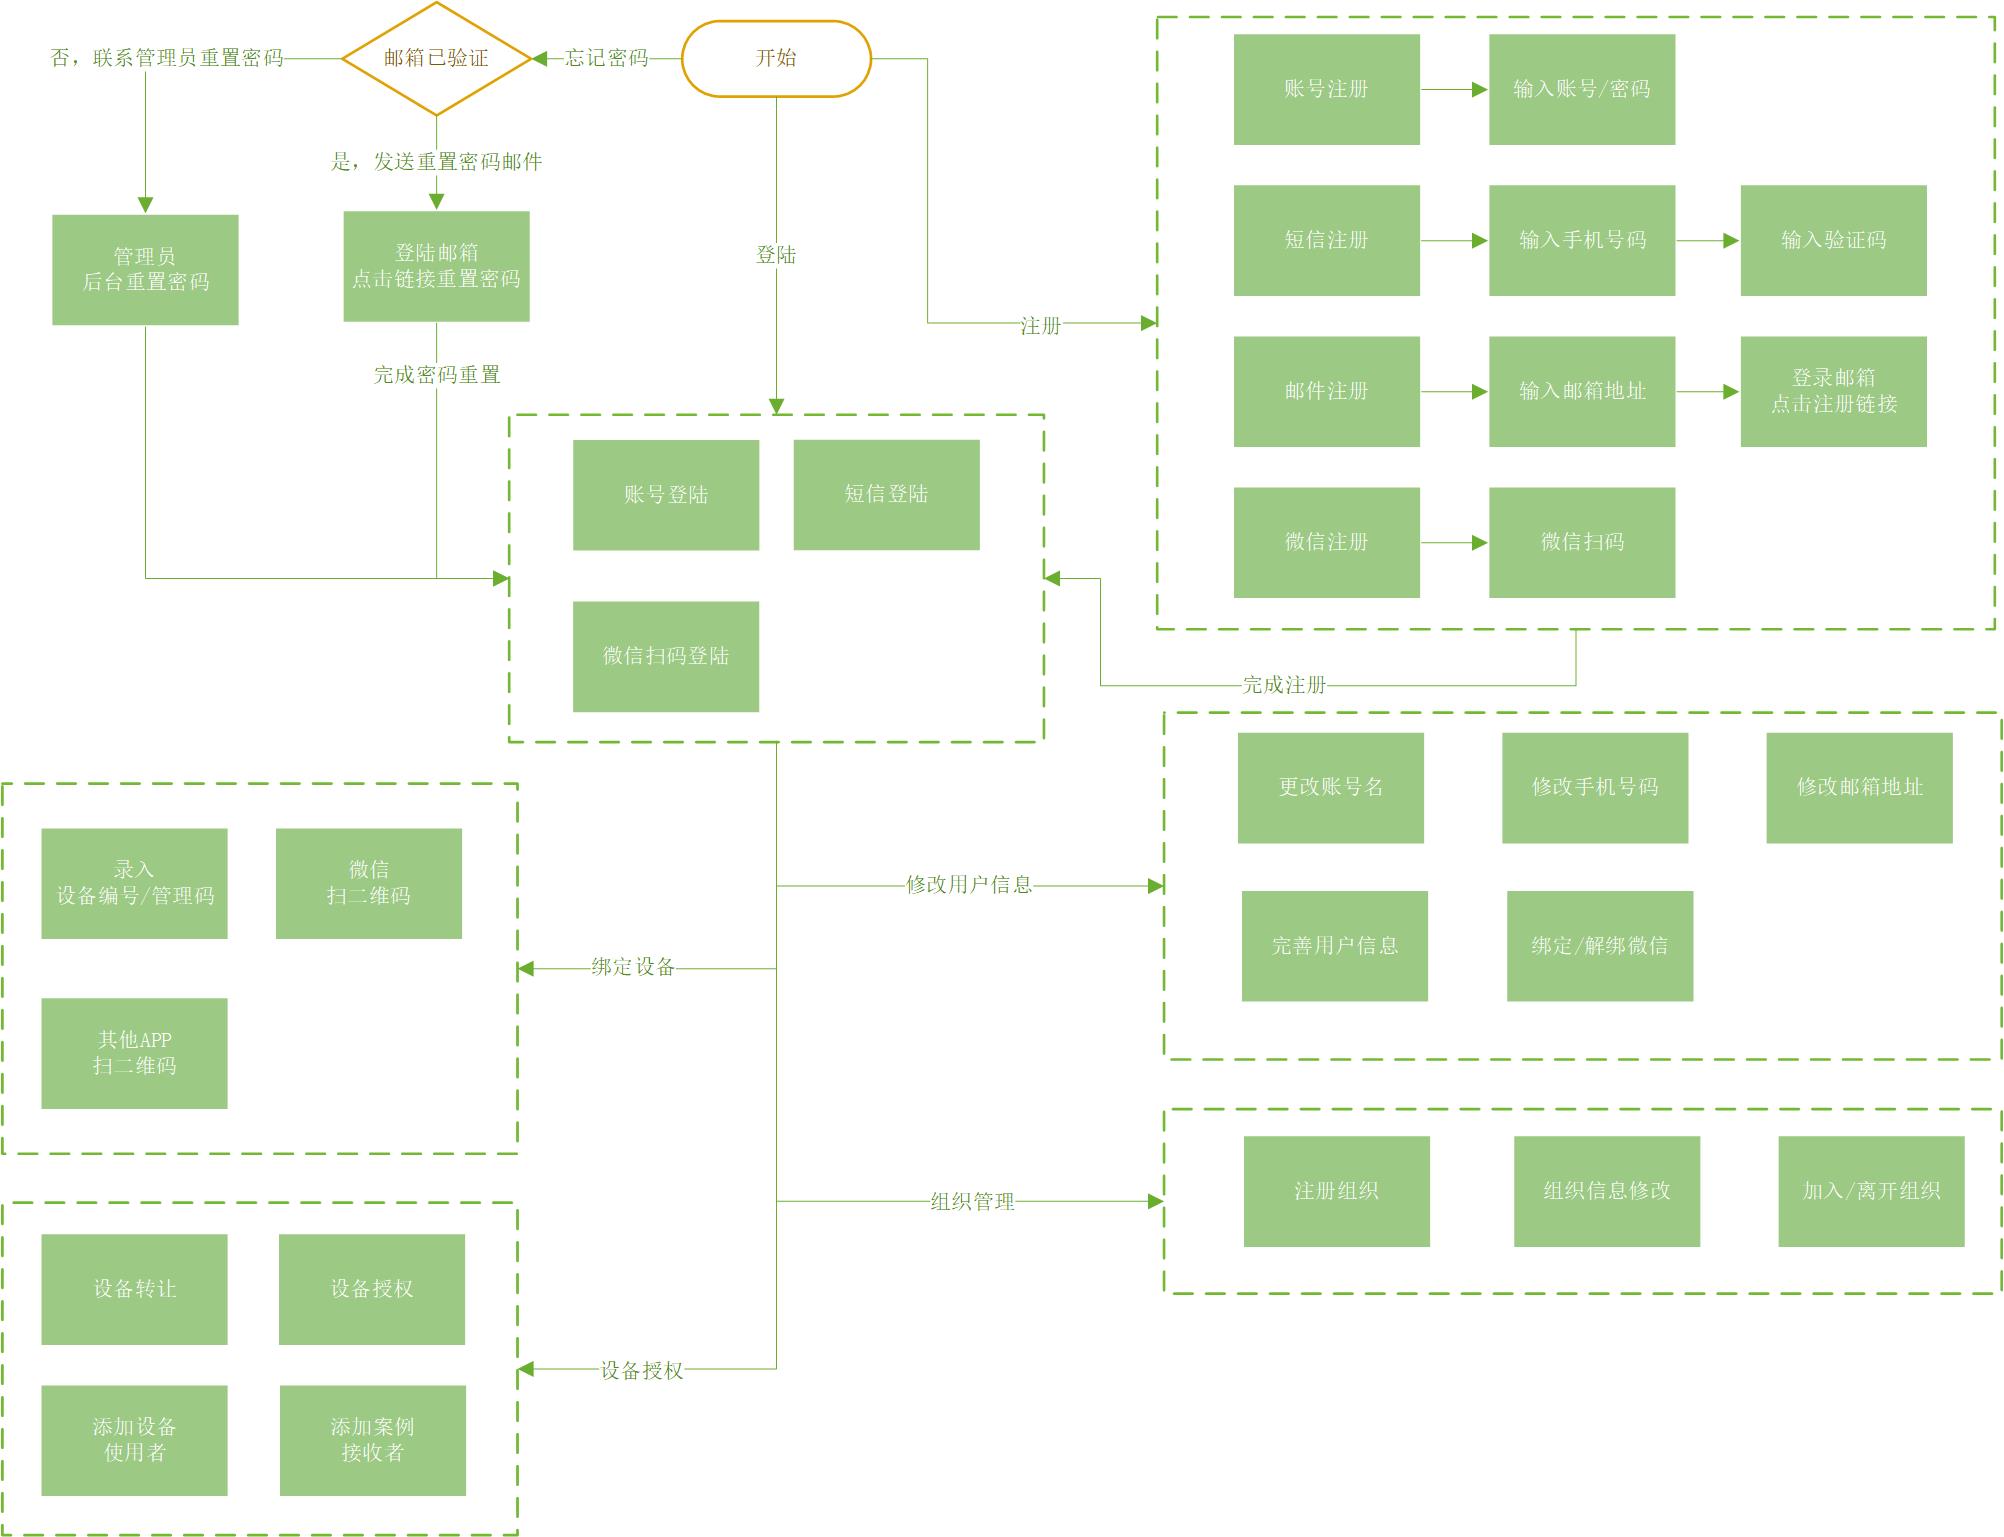 否，联系管理员重置密码
邮箱已验证
忘记密码
开始
是，发送重置密码邮件
管理员
后台重置密码
登陆邮箱
点击链接重置密码
完成密码重置
登陆
注册
账号注册
输入账号/密码
短信注册
输入手机号码
输入验证码
邮件注册
输入邮箱地址
登录邮箱
点击注册链接
微信注册
微信扫码
账号登陆
短信登陆
微信扫码登陆
完成注册
更改账号名
修改手机号码
修改邮箱地址
修改用户信息
完善用户信息
绑定/解绑微信
录入
设备编号/管理码
微信
扫二维码
绑定设备
其他APP
扫二维码
组织管理
注册组织
组织信息修改
加入/离开组织
设备转让
设备授权
设备授权
添加设备
使用者
添加案例
接收者